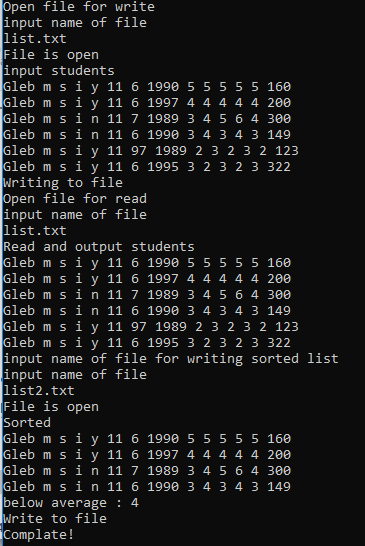 Open file for write
input name of file
list.txt
File is open
input students
Gleb m s i y 11 6 1990 5 5 5 5 5 160
Gleb m s i y 11 6 1997 4 4 4 4 4 200
Gleb m s i n 11 7 1989 3 4 5 6 4 300
Gleb m s i n 11 6 1990 3 4 3 4 3 149
Gleb m s i y 11 97 1989 2 3 2 3 2 123
Gleb m s i y 11 6 1995 3 2 3 2 3 322
Writing to file
Open file for read
input name of file
list.txt
Read and output students
Gleb m s i y 11 6 1990 5 5 5 5 5 160
Gleb m s i y 11 6 1997 4 4 4 4 4 200
Gleb m s i n 11 7 1989 3 4 5 6 4 300
Gleb m s i n 11 6 1990 3 4 3 4 3 149
Gleb m s i y 11 97 1989 2 3 2 3 2 123
Gleb m s i y 11 6 1995 3 2 3 2 3 322
input name of file for writing sorted list
input name of file
list2.txt
File is open
Sorted
Gleb m s i y 11 6 1990 5 5 5 5 5 160
Gleb m s i y 11 6 1997 4 4 4 4 4 200
Gleb m s i n 11 7 1989 3 4 5 6 4 300
Gleb m s i n 11 6 1990 3 4 3 4 3 149
below average : 4
Write to file
Complate!